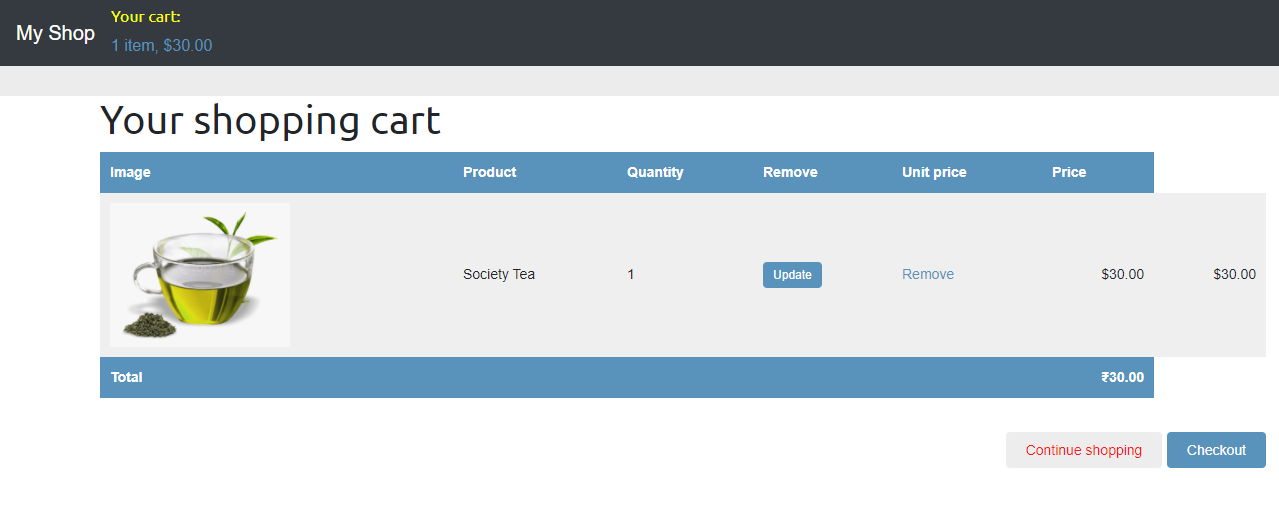 My Shop
Your cart:
1 item, $30.00
Your shopping cart
Image Product Quantity Remove Unit price Price
Society Tea 1 Update Remove $30.00 $30.00
Total ₹30.00
Continue shopping Checkout